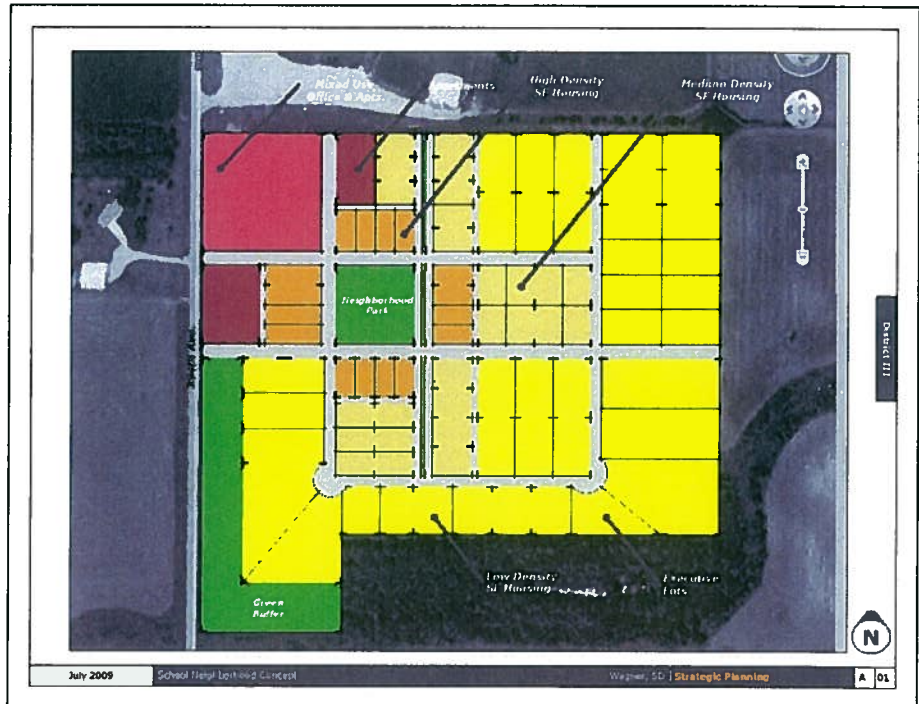 Mixed Use
Office & Apts.
Apartments
High Density
SF Housing
Medium Density
SF Housing
Neighborhood
Park
District III
Low Density
SF Housing
Executive
Lots
Green
Buffer
N
July 2009
School Neighborhood Concept
Wagner, SD | Strategic Planning
A 01